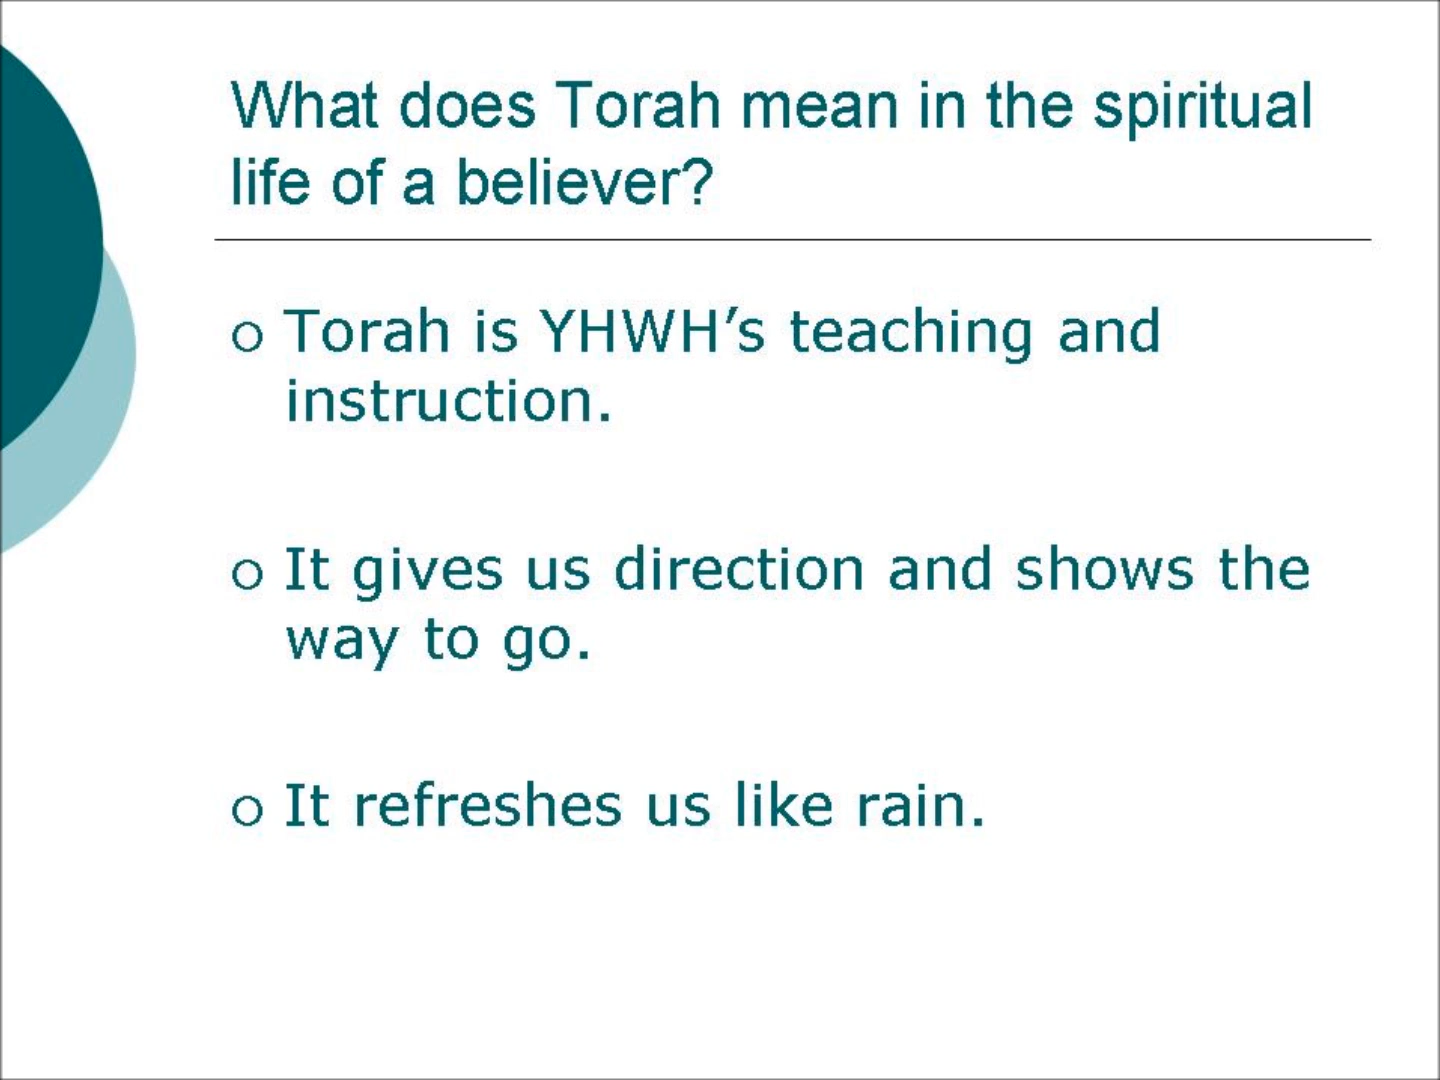 What does Torah mean in the spiritual
life of a believer?
Torah is YHWH’s teaching and
instruction.
It gives us direction and shows the
way to go.
It refreshes us like rain.